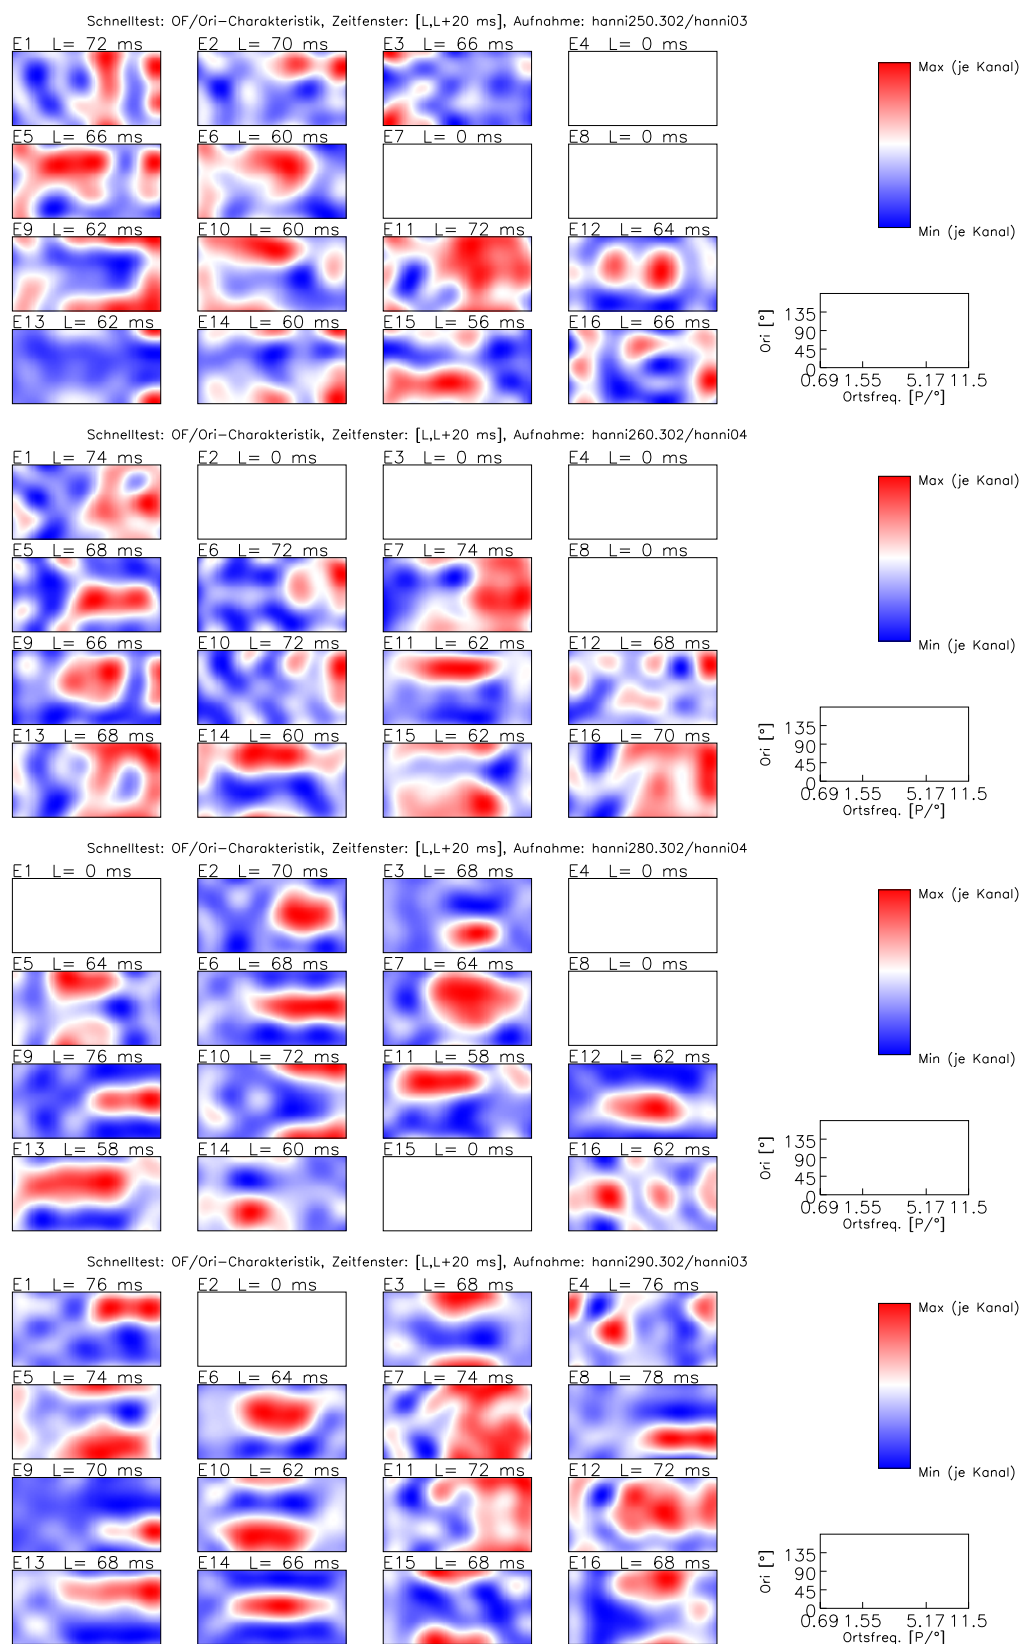 Schnelltest: OF/Ori-Charakteristik, Zeitfenster: [L,L+20 ms], Aufnahme: hanni250.302/hanni03
E1 L= 72 ms E2 L= 70 ms E3 L= 66 ms E4 L= 0 ms
Max (je Kanal)
E5 L= 66 ms E6 L= 60 ms E7 L= 0 ms E8 L= 0 ms
Min (je Kanal)
E9 L= 62 ms E10 L= 60 ms E11 L= 72 ms E12 L= 64 ms
E13 L= 62 ms E14 L= 60 ms E15 L= 56 ms E16 L= 66 ms
Ori [°]
135
90
45
0
0.69 1.55 5.17 11.5
Ortsfreq. [P/°]
Schnelltest: OF/Ori-Charakteristik, Zeitfenster: [L,L+20 ms], Aufnahme: hanni260.302/hanni04
E1 L= 74 ms E2 L= 0 ms E3 L= 0 ms E4 L= 0 ms
Max (je Kanal)
E5 L= 68 ms E6 L= 72 ms E7 L= 74 ms E8 L= 0 ms
Min (je Kanal)
E9 L= 66 ms E10 L= 72 ms E11 L= 62 ms E12 L= 68 ms
E13 L= 68 ms E14 L= 60 ms E15 L= 62 ms E16 L= 70 ms
Ori [°]
135
90
45
0
0.69 1.55 5.17 11.5
Ortsfreq. [P/°]
Schnelltest: OF/Ori-Charakteristik, Zeitfenster: [L,L+20 ms], Aufnahme: hanni280.302/hanni04
E1 L= 0 ms E2 L= 70 ms E3 L= 68 ms E4 L= 0 ms
Max (je Kanal)
E5 L= 64 ms E6 L= 68 ms E7 L= 64 ms E8 L= 0 ms
Min (je Kanal)
E9 L= 76 ms E10 L= 72 ms E11 L= 58 ms E12 L= 62 ms
E13 L= 58 ms E14 L= 60 ms E15 L= 0 ms E16 L= 62 ms
Ori [°]
135
90
45
0
0.69 1.55 5.17 11.5
Ortsfreq. [P/°]
Schnelltest: OF/Ori-Charakteristik, Zeitfenster: [L,L+20 ms], Aufnahme: hanni290.302/hanni03
E1 L= 76 ms E2 L= 0 ms E3 L= 68 ms E4 L= 76 ms
Max (je Kanal)
E5 L= 74 ms E6 L= 64 ms E7 L= 74 ms E8 L= 78 ms
Min (je Kanal)
E9 L= 70 ms E10 L= 62 ms E11 L= 72 ms E12 L= 72 ms
E13 L= 68 ms E14 L= 66 ms E15 L= 68 ms E16 L= 68 ms
Ori [°]
135
90
45
0
0.69 1.55 5.17 11.5
Ortsfreq. [P/°]